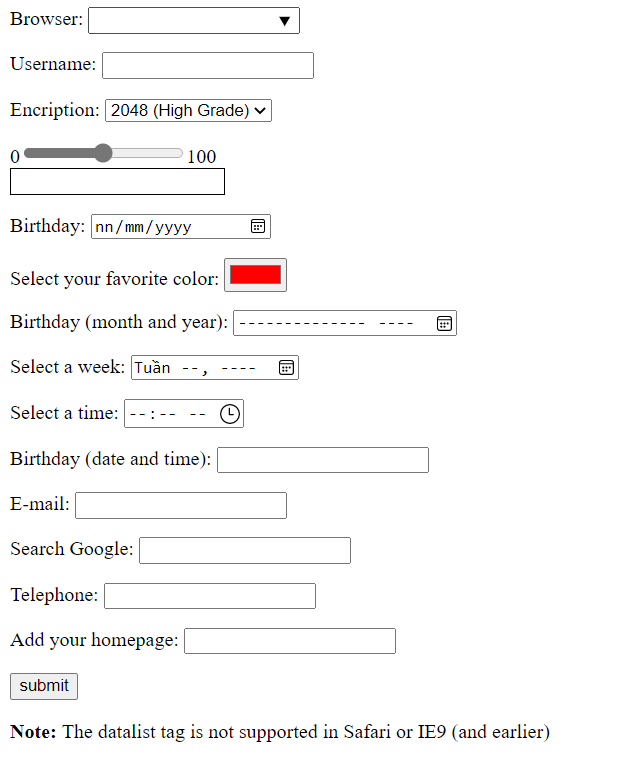 Browser:
Username:
Encription: 2048 (High Grade)
0 100
Birthday: nn/mm/yyyy
Select your favorite color:
Birthday (month and year): -------------- ----
Select a week: Tuần --, ----
Select a time: --:-- --
Birthday (date and time):
E-mail:
Search Google:
Telephone:
Add your homepage:
submit
Note: The datalist tag is not supported in Safari or IE9 (and earlier)